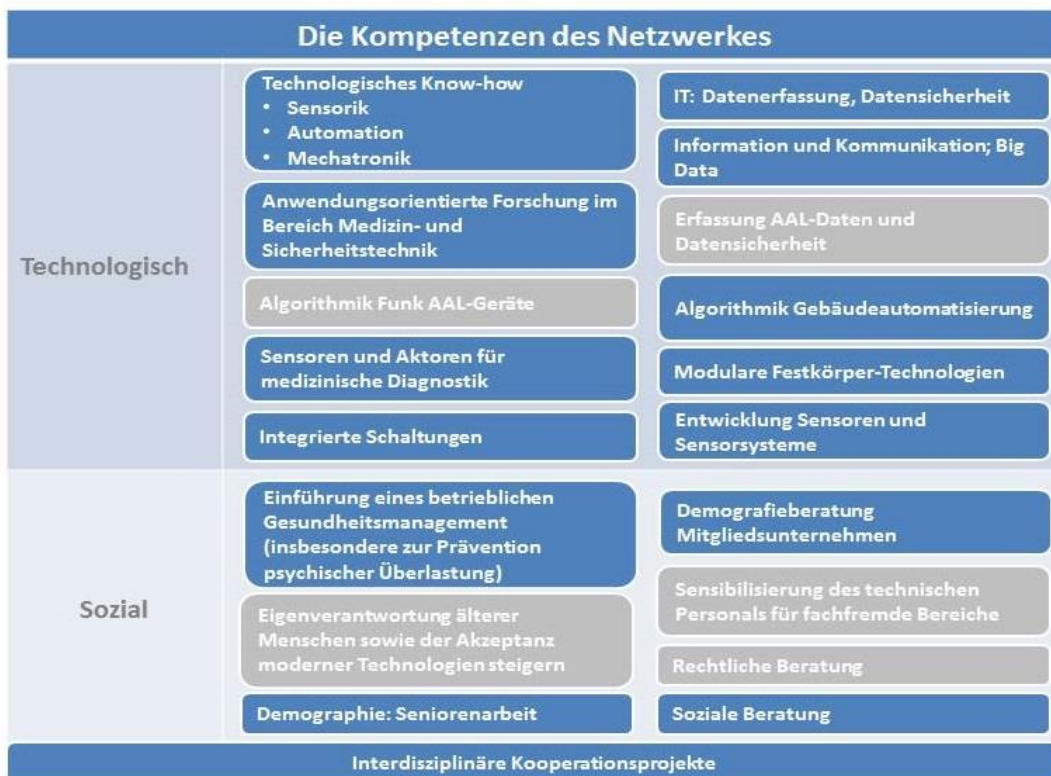 Die Kompetenzen des Netzwerkes
Technologisch
Technologisches Know-how
• Sensorik
• Automation
• Mechatronik
Anwendungsorientierte Forschung im
Bereich Medizin- und
Sicherheitstechnik
Algorithmik Funk AAL-Geräte
Sensoren und Aktoren für
medizinische Diagnostik
Integrierte Schaltungen
IT: Datenerfassung, Datensicherheit
Information und Kommunikation; Big
Data
Erfassung AAL-Daten und
Datensicherheit
Algorithmik Gebäudeautomatisierung
Modulare Festkörper-Technologien
Entwicklung Sensoren und
Sensorsysteme
Sozial
Einführung eines betrieblichen
Gesundheitsmanagement
(insbesondere zur Prävention
psychischer Überlastung)
Eigenverantwortung älterer
Menschen sowie der Akzeptanz
moderner Technologien steigern
Demographie: Seniorenarbeit
Demografieberatung
Mitgliedsunternehmen
Sensibilisierung des technischen
Personals für fachfremde Bereiche
Rechtliche Beratung
Soziale Beratung
Interdisziplinäre Kooperationsprojekte